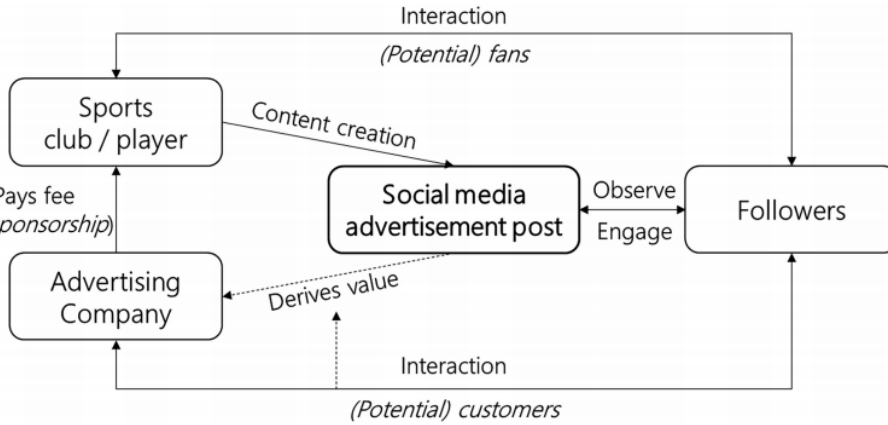 Interaction
(Potential) fans
Sports
club / player
Content creation
Pays fee
ponsorship)
Social media
advertisement post
Observe
Engage
Followers
Advertising
Company
Derives value
Interaction
(Potential) customers